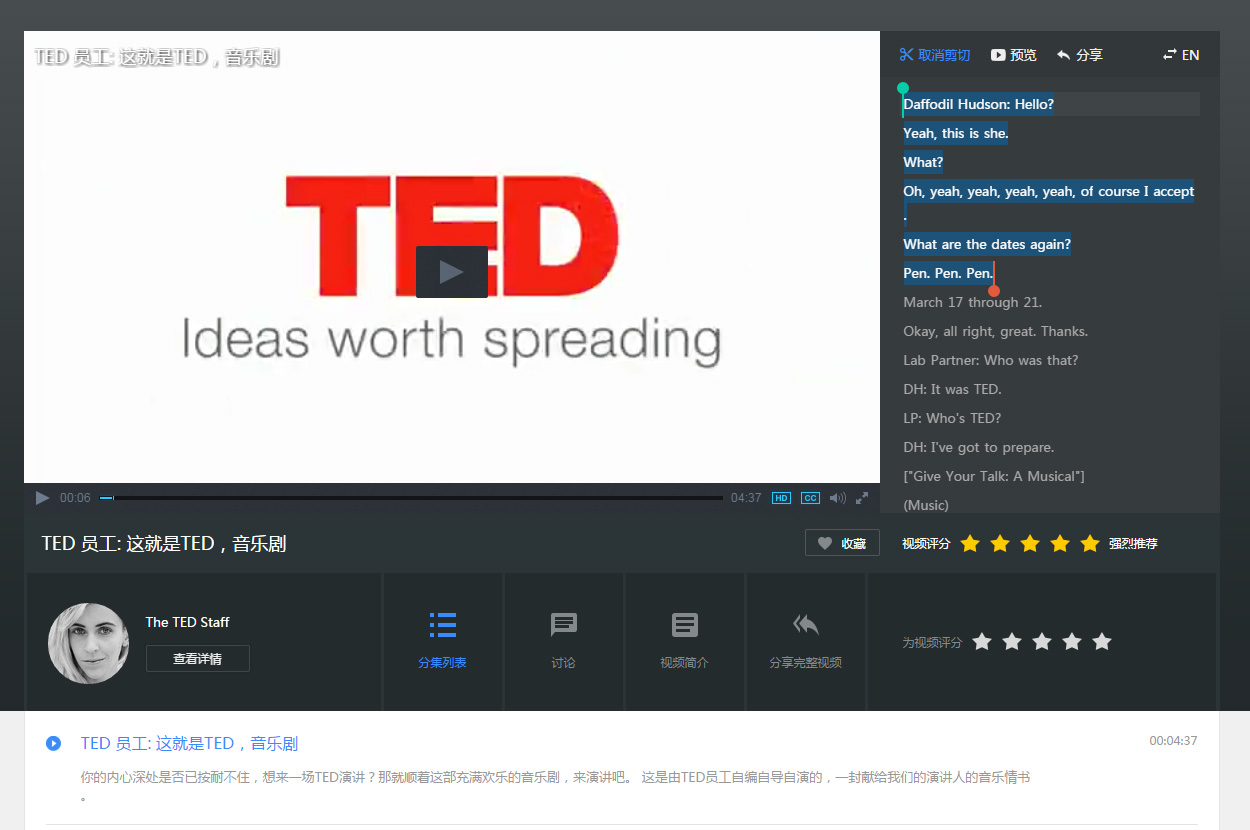 TED 员工: 这就是TED，音乐剧
TED
Ideas worth spreading
取消剪切 预览 分享 EN
Daffodil Hudson: Hello?
Yeah, this is she.
What?
Oh, yeah, yeah, yeah, yeah, of course I accept
.
What are the dates again?
Pen. Pen. Pen.
March 17 through 21.
Okay, all right, great. Thanks.
Lab Partner: Who was that?
DH: It was TED.
LP: Who's TED?
DH: I've got to prepare.
["Give Your Talk: A Musical"]
(Music)
00:06 04:37 HD CC
TED 员工: 这就是TED，音乐剧
收藏
视频评分 强烈推荐
The TED Staff
查看详情
分集列表
讨论
视频简介
分享完整视频
为视频评分
TED 员工: 这就是TED，音乐剧
00:04:37
你的内心深处是否已按耐不住，想来一场TED演讲？那就顺着这部充满欢乐的音乐剧，来演讲吧。 这是由TED员工自编自导自演的，一封献给我们的演讲人的音乐情书
。